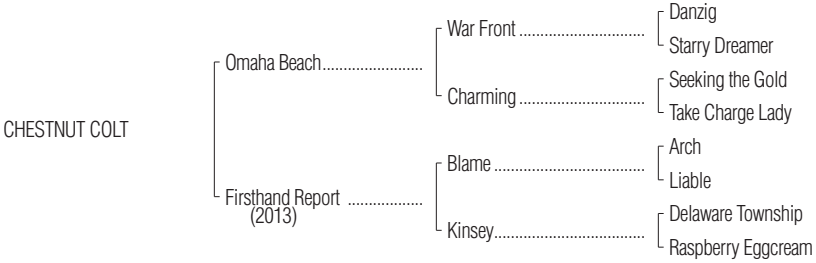 Danzig
War Front ..............................
Starry Dreamer
Omaha Beach........................
Seeking the Gold
Charming ..............................
Take Charge Lady
CHESTNUT COLT
Arch
Blame ....................................
Liable
Firsthand Report ..................
(2013)
Delaware Township
Kinsey....................................
Raspberry Eggcream